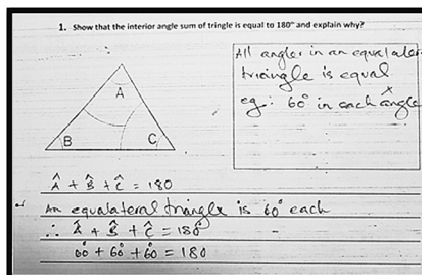 1. Show that the interior angle sum of tringle is equal to 180° and explain why?
All angles in an equalater
trciangle is equal
eg: 60° in each angle
x
A
B
C
Â + B̂ + Ĉ = 180
An equalateral triangle is 60° each
∴ Â + B̂ + Ĉ = 180°
60° + 60° + 60° = 180